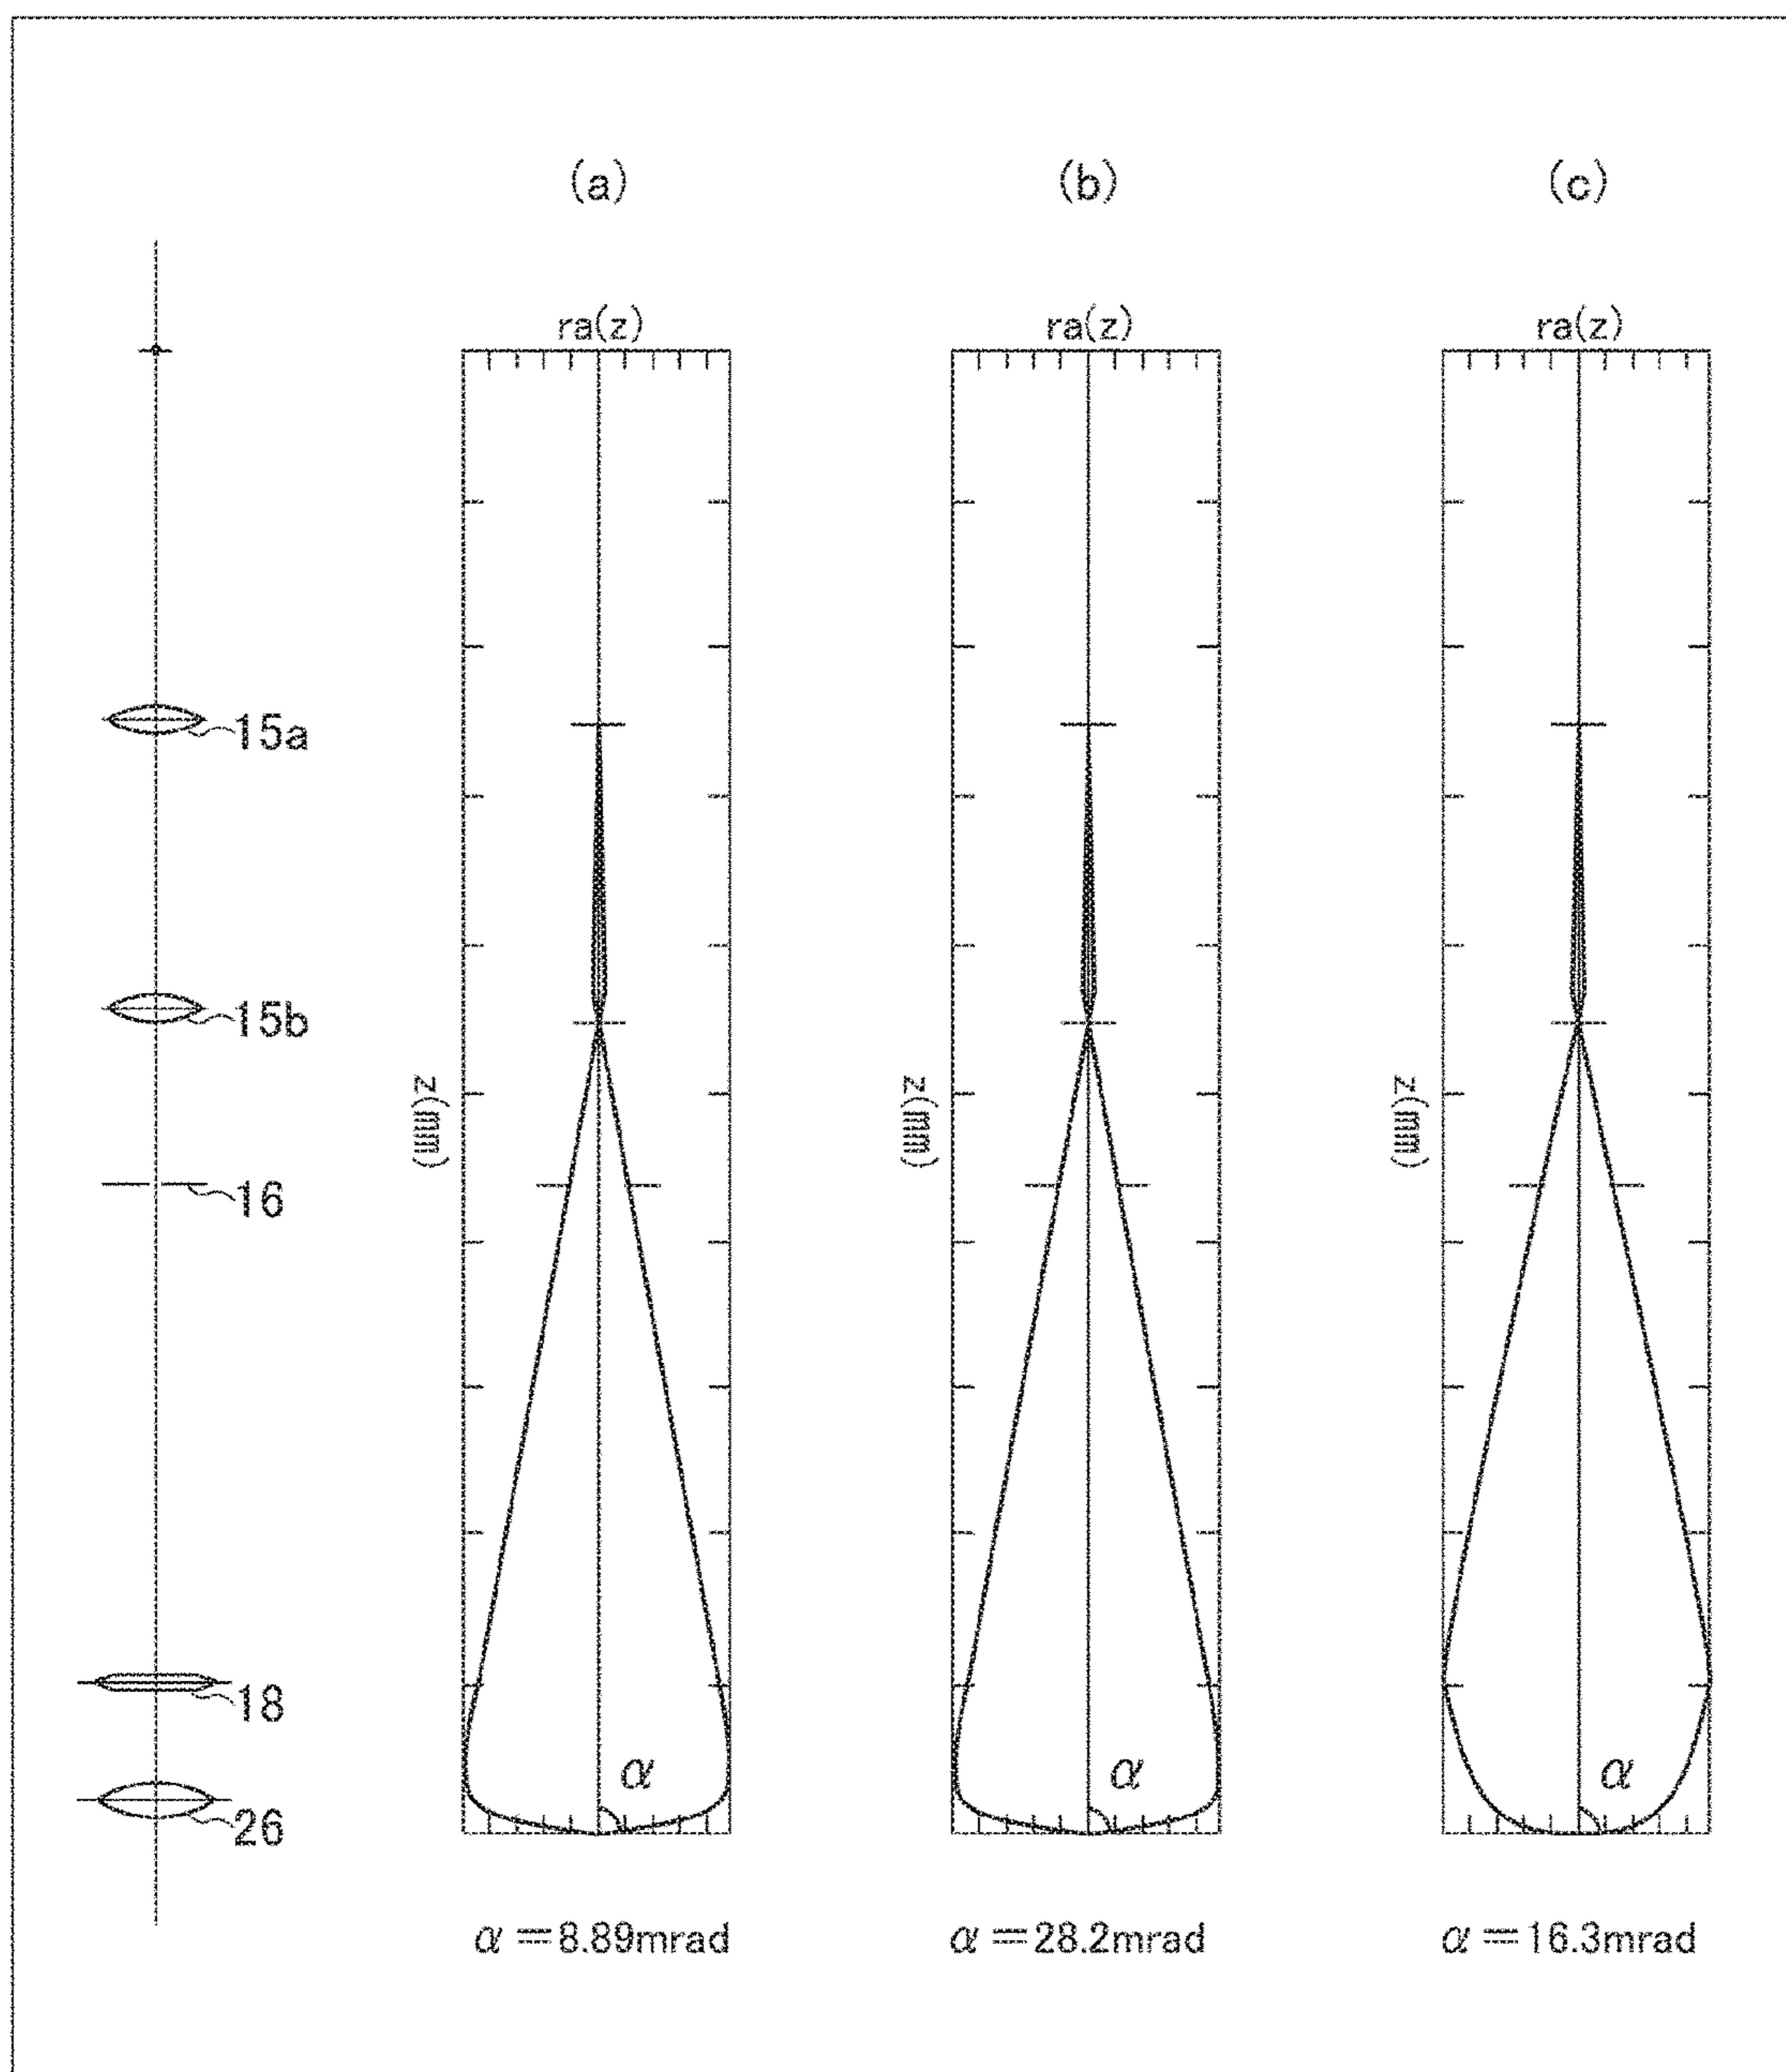 (a)
(b)
(c)
ra(z)
ra(z)
ra(z)
15a
15b
z(mm)
z(mm)
z(mm)
16
18
α
α
α
26
α=8.89mrad
α=28.2mrad
α=16.3mrad